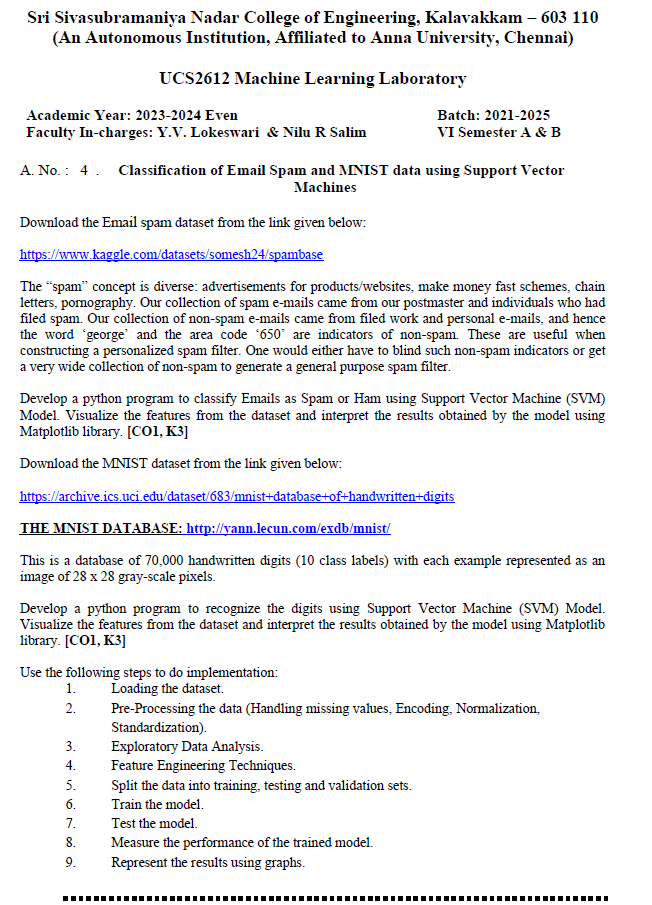 Sri Sivasubramaniya Nadar College of Engineering, Kalavakkam – 603 110
(An Autonomous Institution, Affiliated to Anna University, Chennai)
UCS2612 Machine Learning Laboratory
Academic Year: 2023-2024 Even Batch: 2021-2025
Faculty In-charges: Y.V. Lokeswari & Nilu R Salim VI Semester A & B
A. No. : 4 . Classification of Email Spam and MNIST data using Support Vector
Machines
Download the Email spam dataset from the link given below:
https://www.kaggle.com/datasets/somesh24/spambase
The “spam” concept is diverse: advertisements for products/websites, make money fast schemes, chain
letters, pornography. Our collection of spam e-mails came from our postmaster and individuals who had
filed spam. Our collection of non-spam e-mails came from filed work and personal e-mails, and hence
the word ‘george’ and the area code ‘650’ are indicators of non-spam. These are useful when
constructing a personalized spam filter. One would either have to blind such non-spam indicators or get
a very wide collection of non-spam to generate a general purpose spam filter.
Develop a python program to classify Emails as Spam or Ham using Support Vector Machine (SVM)
Model. Visualize the features from the dataset and interpret the results obtained by the model using
Matplotlib library. [CO1, K3]
Download the MNIST dataset from the link given below:
https://archive.ics.uci.edu/dataset/683/mnist+database+of+handwritten+digits
THE MNIST DATABASE: http://yann.lecun.com/exdb/mnist/
This is a database of 70,000 handwritten digits (10 class labels) with each example represented as an
image of 28 x 28 gray-scale pixels.
Develop a python program to recognize the digits using Support Vector Machine (SVM) Model.
Visualize the features from the dataset and interpret the results obtained by the model using Matplotlib
library. [CO1, K3]
Use the following steps to do implementation:
1. Loading the dataset.
2. Pre-Processing the data (Handling missing values, Encoding, Normalization,
Standardization).
3. Exploratory Data Analysis.
4. Feature Engineering Techniques.
5. Split the data into training, testing and validation sets.
6. Train the model.
7. Test the model.
8. Measure the performance of the trained model.
9. Represent the results using graphs.